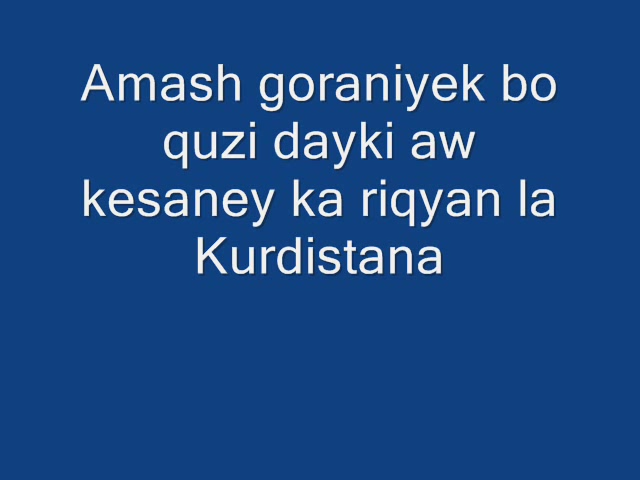 Amash goraniyek bo
quzi dayki aw
kesaney ka riqyan la
Kurdistana